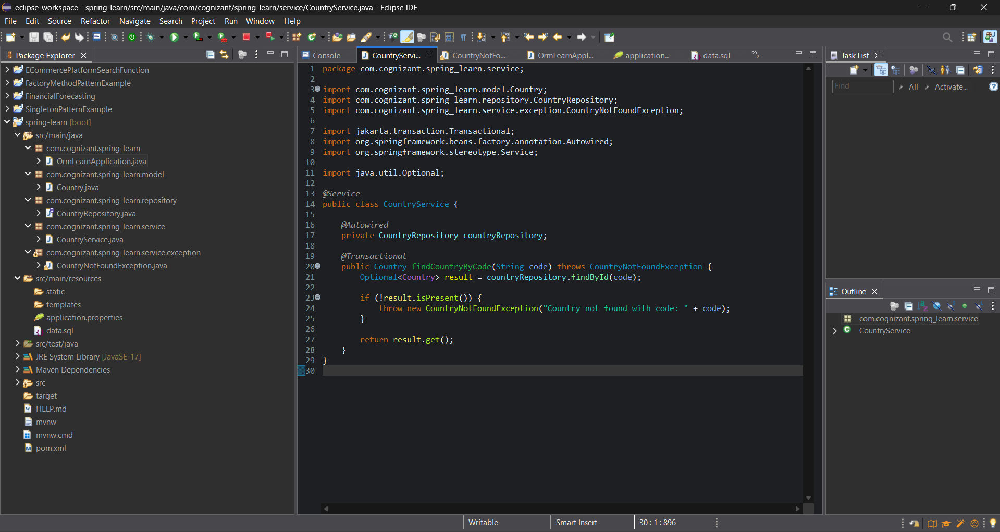 eclipse-workspace - spring-learn/src/main/java/com/cognizant/spring_learn/service/CountryService.java - Eclipse IDE
File Edit Source Refactor Navigate Search Project Run Window Help
Package Explorer
ECommercePlatformSearchFunction
FactoryMethodPatternExample
FinancialForecasting
SingletonPatternExample
spring-learn [boot]
src/main/java
com.cognizant.spring_learn
OrmLearnApplication.java
com.cognizant.spring_learn.model
Country.java
com.cognizant.spring_learn.repository
CountryRepository.java
com.cognizant.spring_learn.service
CountryService.java
com.cognizant.spring_learn.service.exception
CountryNotFoundException.java
src/main/resources
static
templates
application.properties
data.sql
src/test/java
JRE System Library [JavaSE-17]
Maven Dependencies
src
target
HELP.md
mvnw
mvnw.cmd
pom.xml
Console CountryServi... CountryNotFo... OrmLearnAppl... application... data.sql »2
1 package com.cognizant.spring_learn.service;
2
3 import com.cognizant.spring_learn.model.Country;
4 import com.cognizant.spring_learn.repository.CountryRepository;
5 import com.cognizant.spring_learn.service.exception.CountryNotFoundException;
6
7 import jakarta.transaction.Transactional;
8 import org.springframework.beans.factory.annotation.Autowired;
9 import org.springframework.stereotype.Service;
10
11 import java.util.Optional;
12
13 @Service
14 public class CountryService {
15
16 @Autowired
17 private CountryRepository countryRepository;
18
19 @Transactional
20 public Country findCountryByCode(String code) throws CountryNotFoundException {
21 Optional<Country> result = countryRepository.findById(code);
22
23 if (!result.isPresent()) {
24 throw new CountryNotFoundException("Country not found with code: " + code);
25 }
26
27 return result.get();
28 }
29 }
30
Task List
Find All Activate...
Outline
com.cognizant.spring_learn.service
CountryService
Writable Smart Insert 30 : 1 : 896